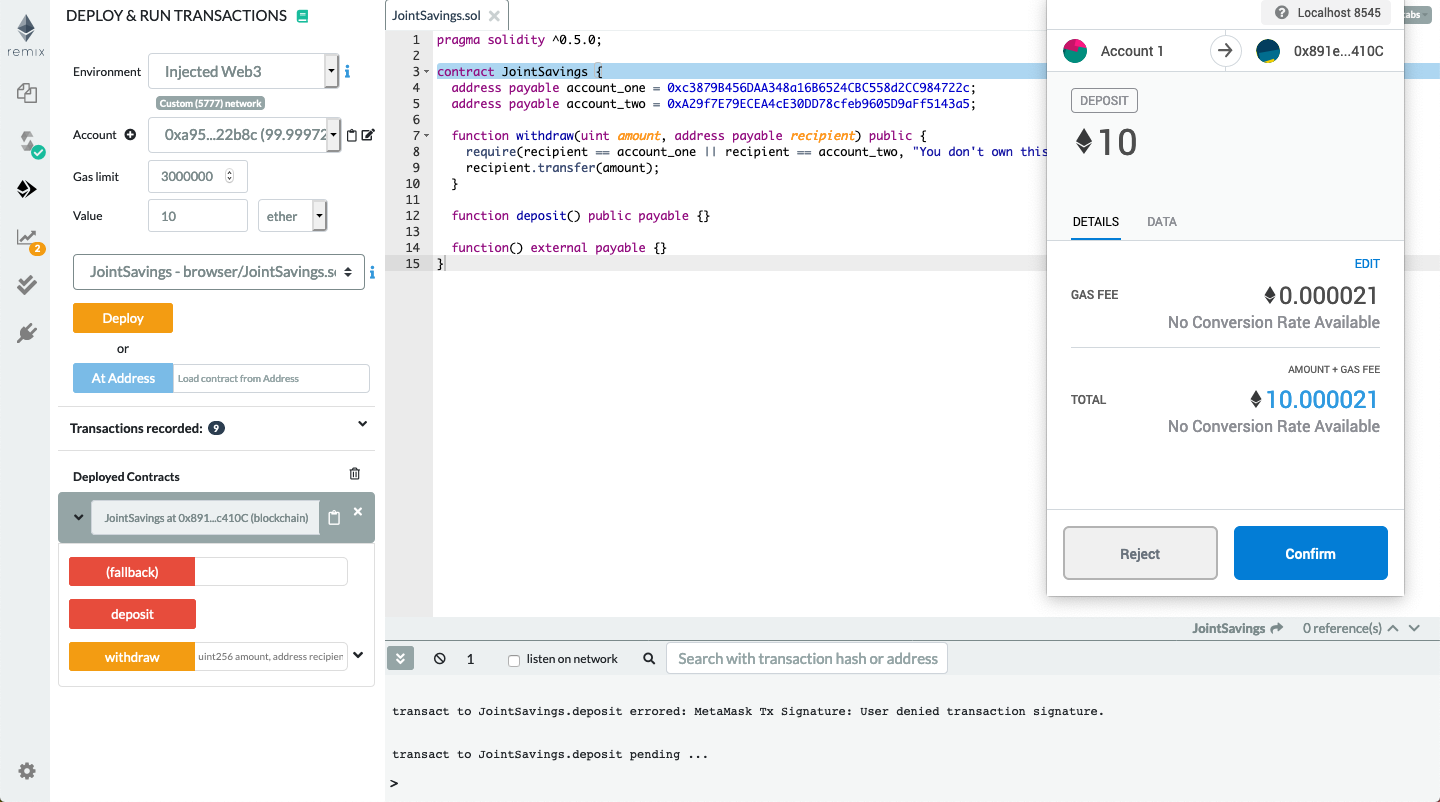 remix
2
DEPLOY & RUN TRANSACTIONS
Environment
Injected Web3
Custom (5777) network
Account
0xa95...22b8c (99.99972
Gas limit
3000000
Value
10
ether
JointSavings - browser/JointSavings.s
Deploy
or
At Address
Load contract from Address
Transactions recorded: 9
Deployed Contracts
JointSavings at 0x891...c410C (blockchain)
(fallback)
deposit
withdraw
uint256 amount, address recipien
JointSavings.sol
1 pragma solidity ^0.5.0;
2
3 contract JointSavings {
4 address payable account_one = 0xc3879B456DAA348a16B6524CBC558d2CC984722c;
5 address payable account_two = 0xA29f7E79ECEA4cE30DD78cfeb9605D9aFf5143a5;
6
7 function withdraw(uint amount, address payable recipient) public {
8 require(recipient == account_one || recipient == account_two, "You don't own this
9 recipient.transfer(amount);
10 }
11
12 function deposit() public payable {}
13
14 function() external payable {}
15 }
JointSavings
0 reference(s)
1
listen on network
Search with transaction hash or address
transact to JointSavings.deposit errored: MetaMask Tx Signature: User denied transaction signature.
transact to JointSavings.deposit pending ...
>
Localhost 8545
Account 1
0x891e...410C
DEPOSIT
10
DETAILS
DATA
EDIT
GAS FEE
0.000021
No Conversion Rate Available
AMOUNT + GAS FEE
TOTAL
10.000021
No Conversion Rate Available
Reject
Confirm